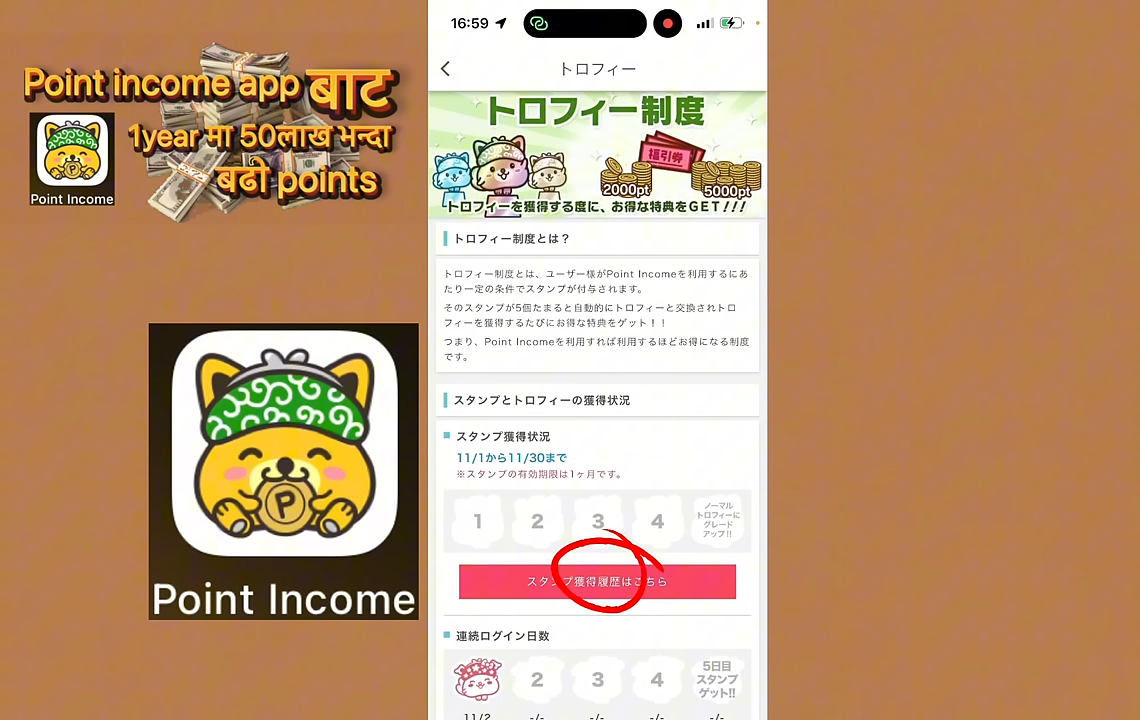 Point income app बाट
1year मा 50लाख भन्दा
बढी points
Point Income
P
Point Income
16:59
トロフィー
トロフィー制度
福引券
2000pt
5000pt
トロフィーを獲得する度に、お得な特典をGET!!!
トロフィー制度とは？
トロフィー制度とは、ユーザー様がPoint Incomeを利用するにあ
たり一定の条件でスタンプが付与されます。
そのスタンプが5個たまると自動的にトロフィーと交換されトロ
フィーを獲得するたびにお得な特典をゲット！！
つまり、Point Incomeを利用すれば利用するほどお得になる制度
です。
スタンプとトロフィーの獲得状況
スタンプ獲得状況
11/1から11/30まで
※スタンプの有効期限は1ヶ月です。
1 2 3 4 ノーマル
トロフィーに
グレード
アップ!!
スタンプ獲得履歴はこちら
連続ログイン日数
2 3 4 5日目
スタンプ
ゲット!!
11/2 -/- -/- -/- -/-